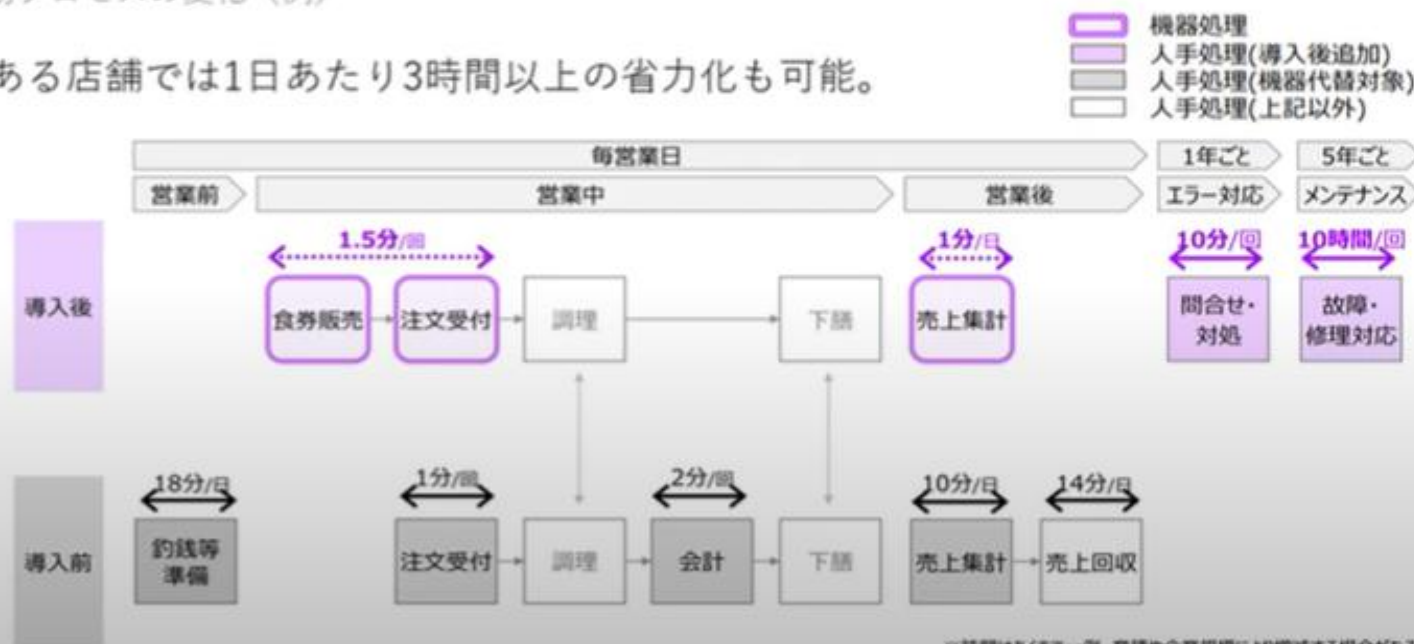 ある店舗では1日あたり3時間以上の省力化も可能。
機器処理
人手処理(導入後追加)
人手処理(機器代替対象)
人手処理(上記以外)
毎営業日
1年ごと
5年ごと
営業前
営業中
営業後
エラー対応
メンテナンス
導入後
1.5分/回
1分/日
10分/回
10時間/回
食券販売
注文受付
調理
下膳
売上集計
問合せ・
対処
故障・
修理対応
導入前
18分/日
1分/回
2分/回
10分/日
14分/日
釣銭等
準備
注文受付
調理
会計
下膳
売上集計
売上回収